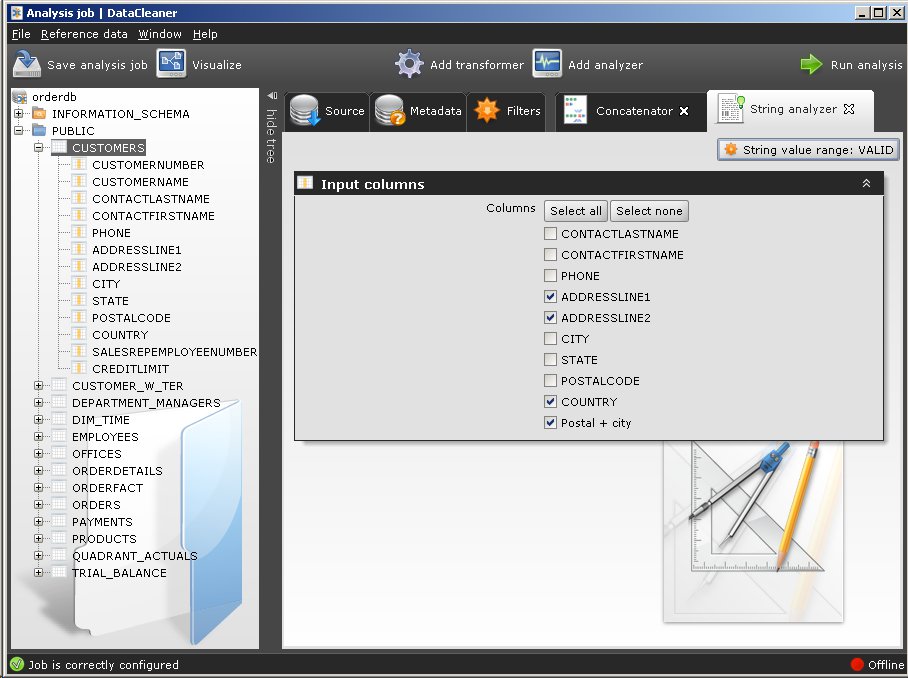 Analysis job | DataCleaner
File Reference data Window Help
Save analysis job Visualize Add transformer Add analyzer Run analysis
orderdb
INFORMATION_SCHEMA
PUBLIC
CUSTOMERS
CUSTOMERNUMBER
CUSTOMERNAME
CONTACTLASTNAME
CONTACTFIRSTNAME
PHONE
ADDRESSLINE1
ADDRESSLINE2
CITY
STATE
POSTALCODE
COUNTRY
SALESREPEMPLOYEENUMBER
CREDITLIMIT
CUSTOMER_W_TER
DEPARTMENT_MANAGERS
DIM_TIME
EMPLOYEES
OFFICES
ORDERDETAILS
ORDERFACT
ORDERS
PAYMENTS
PRODUCTS
QUADRANT_ACTUALS
TRIAL_BALANCE
hide tree
Source Metadata Filters Concatenator String analyzer
String value range: VALID
Input columns
Columns Select all Select none
CONTACTLASTNAME
CONTACTFIRSTNAME
PHONE
ADDRESSLINE1
ADDRESSLINE2
CITY
STATE
POSTALCODE
COUNTRY
Postal + city
Job is correctly configured Offline